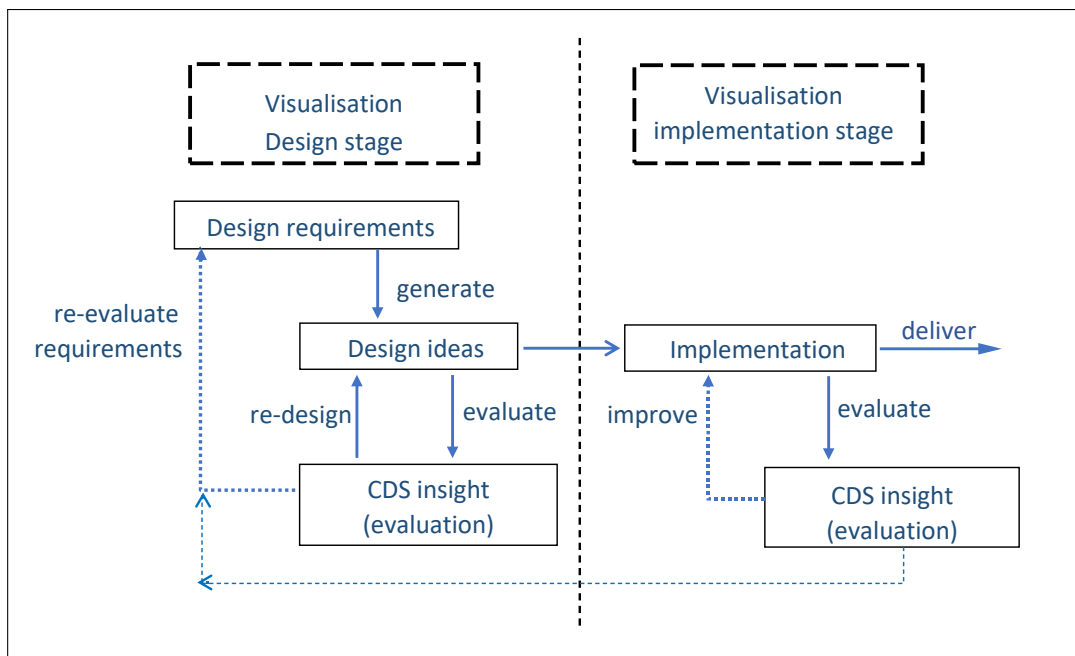 Visualisation
Design stage
Visualisation
implementation stage
Design requirements
generate
re-evaluate
requirements
Design ideas
Implementation
deliver
re-design
evaluate
improve
evaluate
CDS insight
(evaluation)
CDS insight
(evaluation)